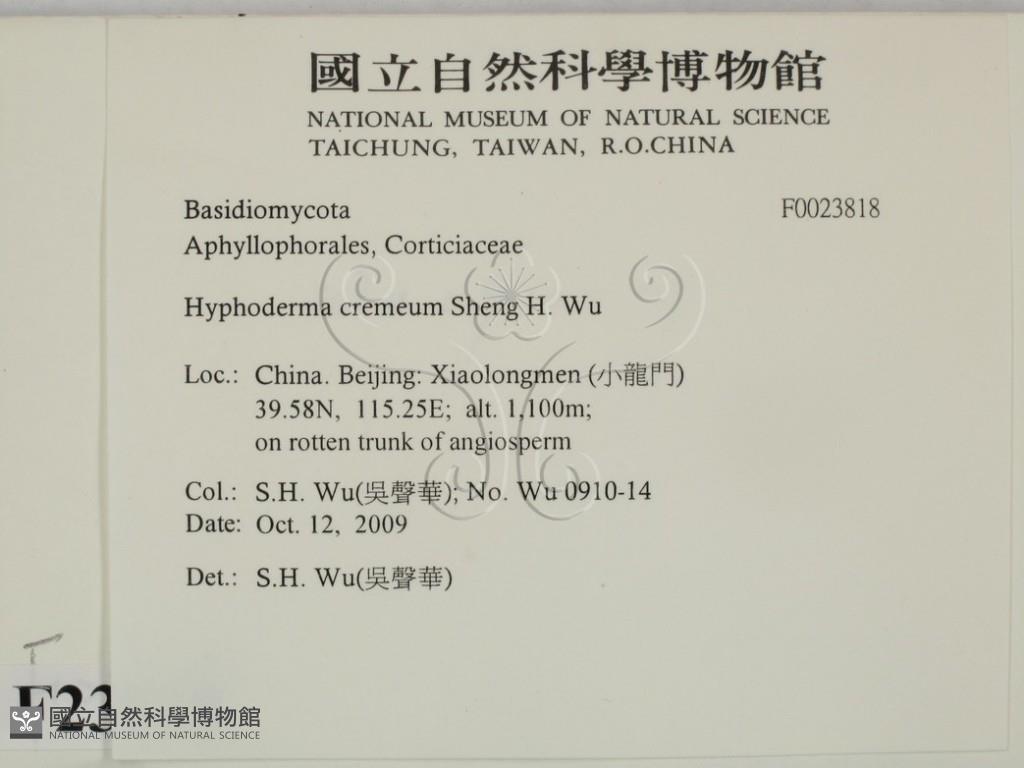 國立自然科學博物館
NATIONAL MUSEUM OF NATURAL SCIENCE
TAICHUNG, TAIWAN, R.O.CHINA
Basidiomycota F0023818
Aphyllophorales, Corticiaceae
Hyphoderma cremeum Sheng H. Wu
Loc.: China. Beijing: Xiaolongmen (小龍門)
39.58N, 115.25E; alt. 1,100m;
on rotten trunk of angiosperm
Col.: S.H. Wu(吳聲華); No. Wu 0910-14
Date: Oct. 12, 2009
Det.: S.H. Wu(吳聲華)
T
F23
國立自然科學博物館
NATIONAL MUSEUM OF NATURAL SCIENCE